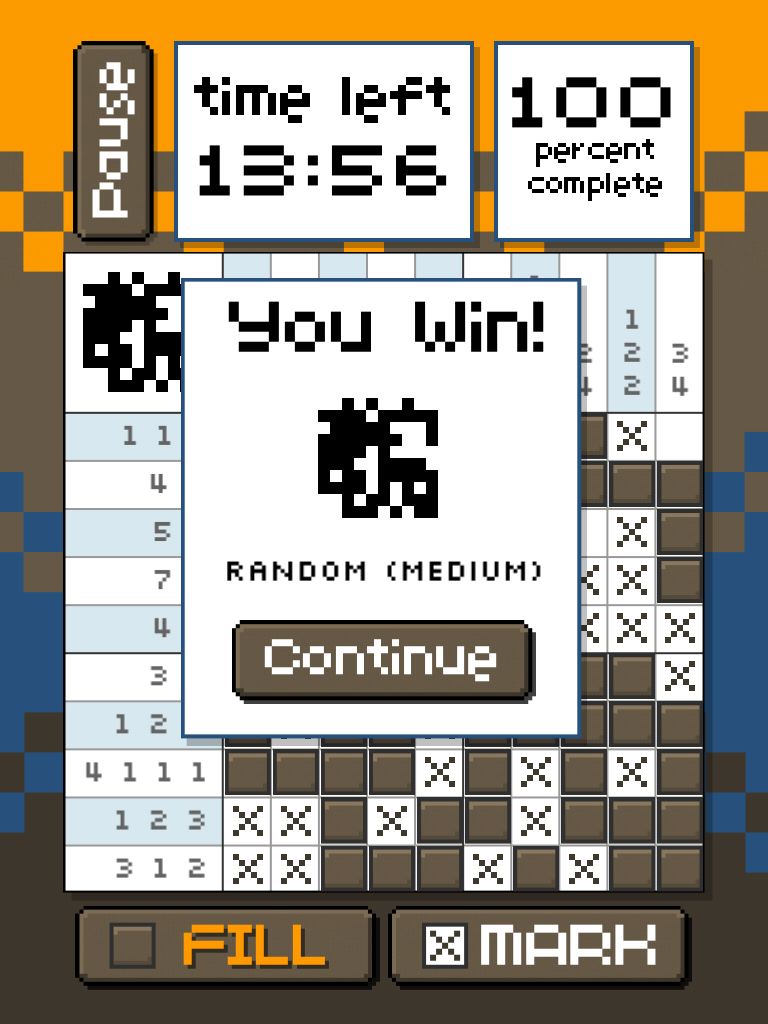 Pause
time left
13:56
100
percent
complete
You Win!
RANDOM (MEDIUM)
Continue
1
2
2
3
4
1 1
4
5
7
4
3
1 2
4 1 1 1
1 2 3
3 1 2
FILL
MARK